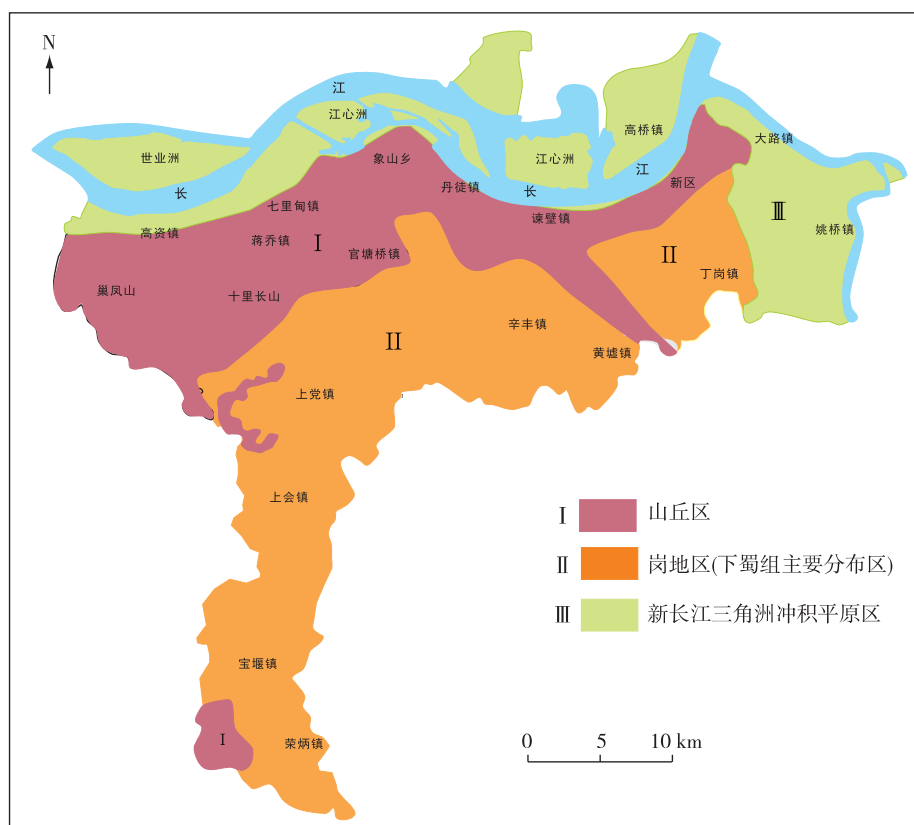 N
江
江心洲
高桥镇
大路镇
世业洲
象山乡
江心洲
江
长
丹徒镇
长
新区
七里甸镇
谏壁镇
Ⅲ
姚桥镇
高资镇
蒋乔镇
Ⅰ
官塘桥镇
Ⅱ
丁岗镇
巢凤山
十里长山
辛丰镇
Ⅱ
黄墟镇
上党镇
上会镇
Ⅰ 山丘区
Ⅱ 岗地区(下蜀组主要分布区)
Ⅲ 新长江三角洲冲积平原区
宝堰镇
Ⅰ
荣炳镇
0 5 10 km